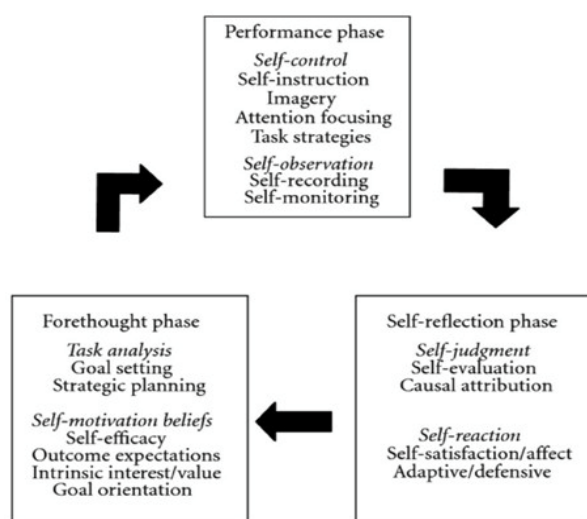 Performance phase
Self-control
Self-instruction
Imagery
Attention focusing
Task strategies
Self-observation
Self-recording
Self-monitoring
Forethought phase
Task analysis
Goal setting
Strategic planning
Self-motivation beliefs
Self-efficacy
Outcome expectations
Intrinsic interest/value
Goal orientation
Self-reflection phase
Self-judgment
Self-evaluation
Causal attribution
Self-reaction
Self-satisfaction/affect
Adaptive/defensive